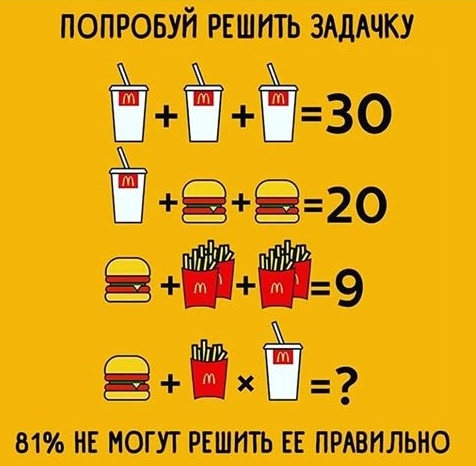 ПОПРОБУЙ РЕШИТЬ ЗАДАЧКУ
+ + =30
+ + =20
+ + =9
+ × =?
81% НЕ МОГУТ РЕШИТЬ ЕЕ ПРАВИЛЬНО